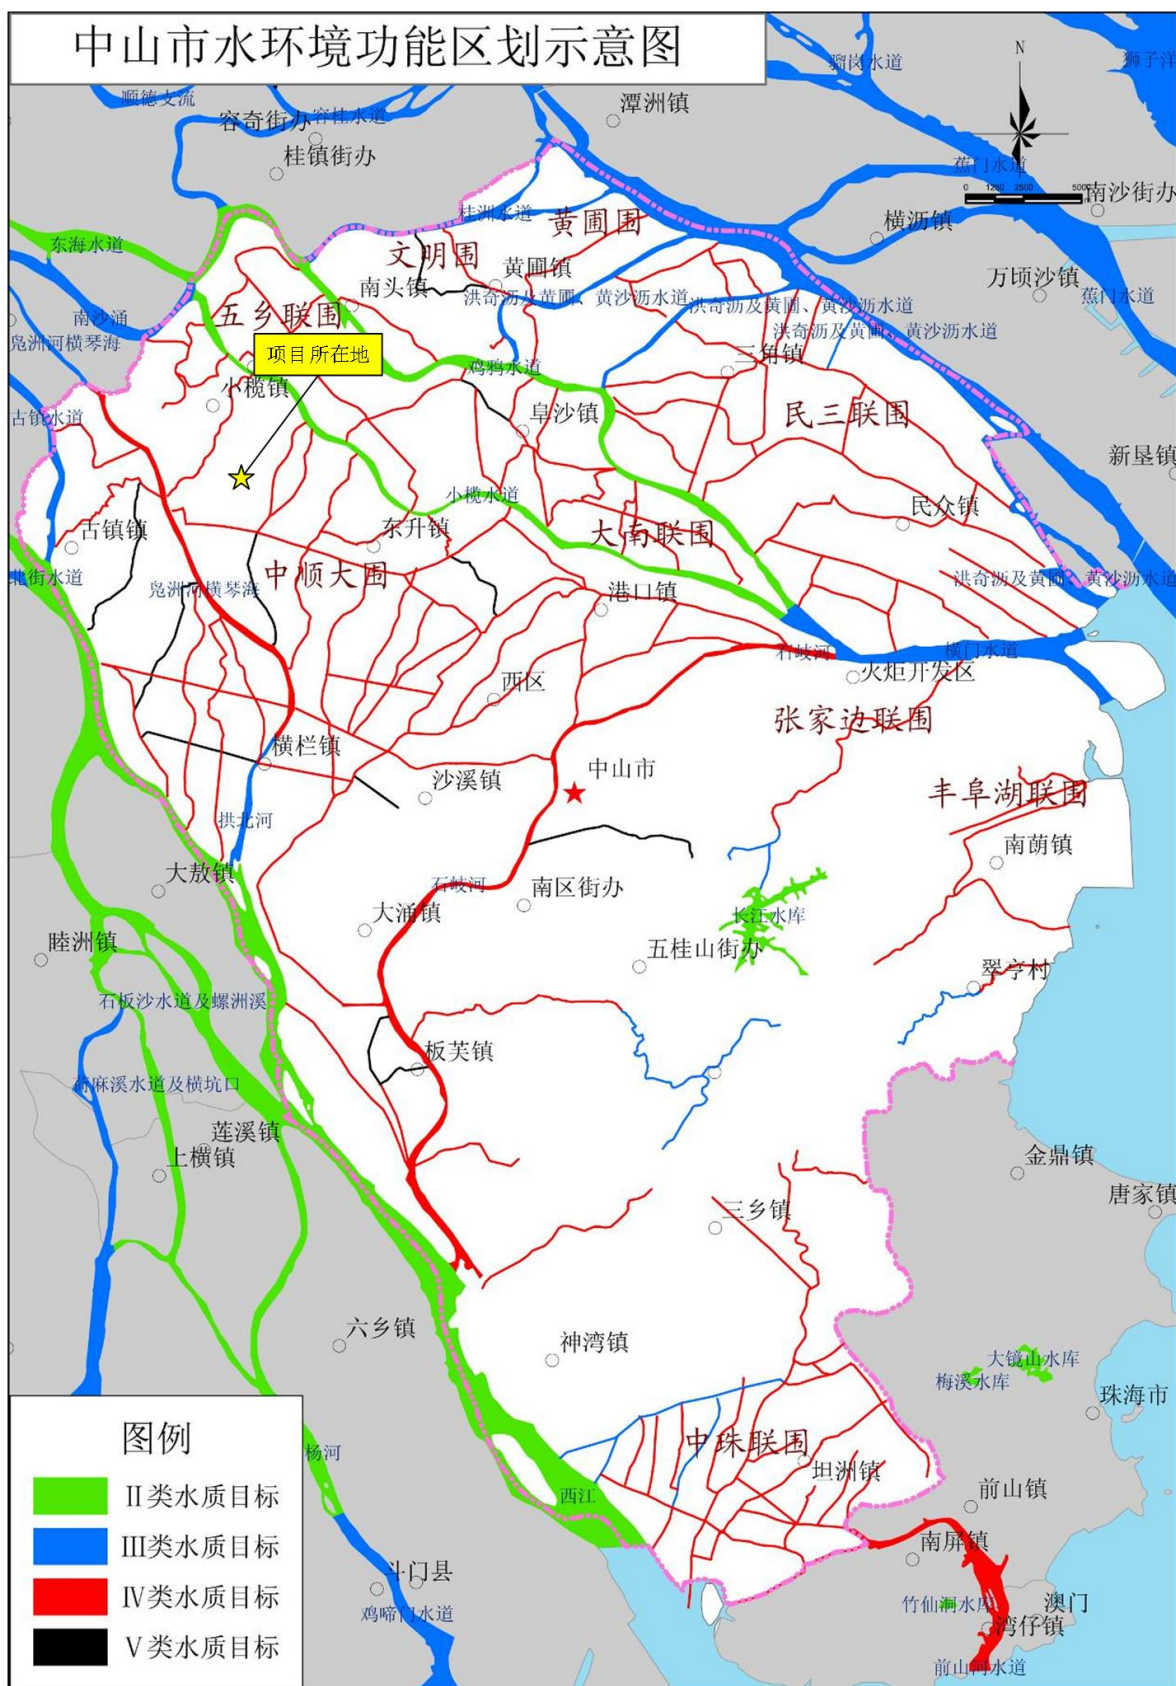 中山市水环境功能区划示意图
骝岗水道
狮子洋
顺德支流
容奇街办
容桂水道
潭洲镇
桂镇街办
N
蕉门水道
0 1250 2500 5000
南沙街办
桂洲水道
黄圃围
横沥镇
东海水道
文明围
黄圃镇
万顷沙镇
南头镇
洪奇沥及黄圃、黄沙沥水道
洪奇沥及黄圃、黄沙沥水道
蕉门水道
南沙涌
五乡联围
洪奇沥及黄圃、黄沙沥水道
凫洲河横琴海
项目所在地
鸡鸦水道
三角镇
小榄镇
古镇水道
阜沙镇
民三联围
新垦镇
小榄水道
民众镇
古镇镇
东升镇
大南联围
北街水道
中顺大围
洪奇沥及黄圃、黄沙沥水道
凫洲河横琴海
港口镇
石岐河
横门水道
西区
火炬开发区
张家边联围
横栏镇
中山市
沙溪镇
丰阜湖联围
拱北河
南蓢镇
大敖镇
石岐河
南区街办
大涌镇
长江水库
睦洲镇
五桂山街办
翠亨村
石板沙水道及螺洲溪
板芙镇
荷麻溪水道及横坑口
莲溪镇
上横镇
金鼎镇
唐家镇
三乡镇
六乡镇
神湾镇
大镜山水库
梅溪水库
珠海市
图例
中珠联围
杨河
坦洲镇
II类水质目标
西江
前山镇
III类水质目标
南屏镇
斗门县
IV类水质目标
竹仙洞水库
澳门
鸡啼门水道
湾仔镇
V类水质目标
前山河水道